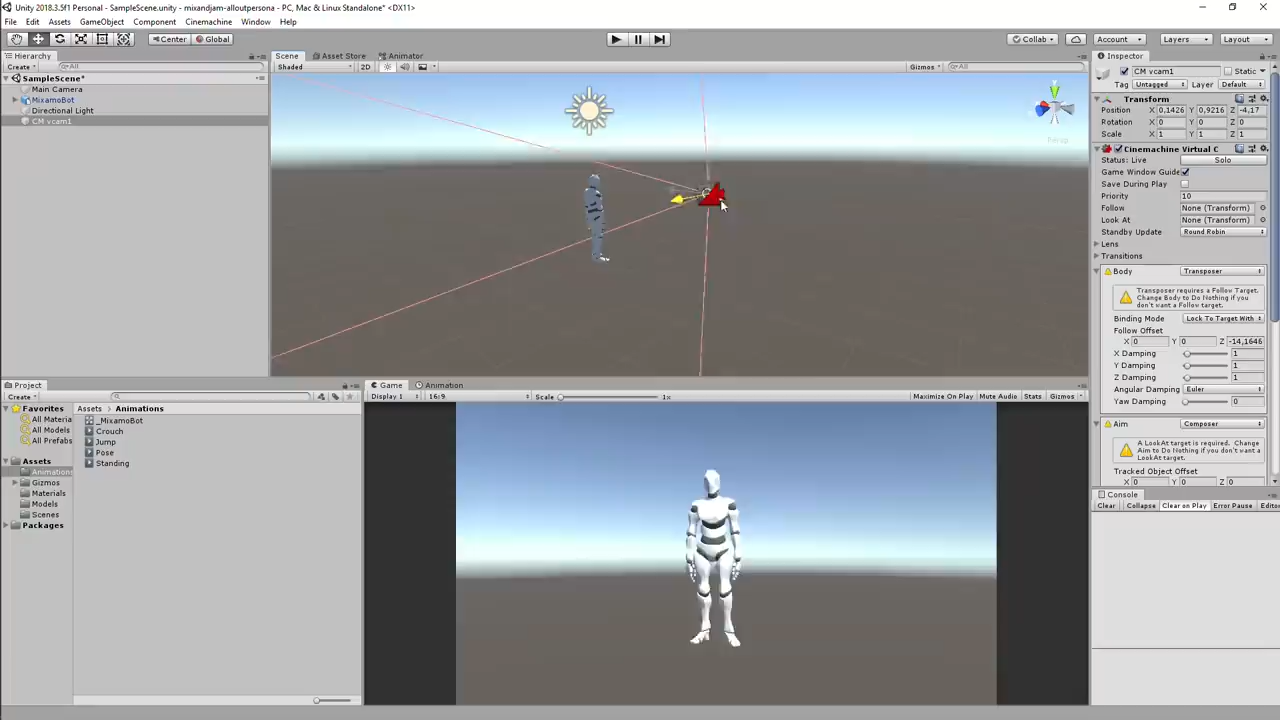 Unity 2018.3.5f1 Personal - SampleScene.unity - mixandjam-alloutpersona - PC, Mac & Linux Standalone* <DX11>
File Edit Assets GameObject Component Cinemachine Window Help
Center Global Collab Account Layers Layout
Hierarchy
Create All
SampleScene*
Main Camera
MixamoBot
Directional Light
CM vcam1
Scene Asset Store Animator
Shaded 2D Gizmos All
Persp
Inspector
CM vcam1 Static
Tag Untagged Layer Default
Transform
Position X 0,1426 Y 0,9216 Z -4,17
Rotation X 0 Y 0 Z 0
Scale X 1 Y 1 Z 1
Cinemachine Virtual C
Status: Live Solo
Game Window Guide
Save During Play
Priority 10
Follow None (Transform)
Look At None (Transform)
Standby Update Round Robin
Lens
Transitions
Body Transposer
Transposer requires a Follow Target.
Change Body to Do Nothing if you
don't want a Follow target.
Binding Mode Lock To Target With
Follow Offset
X 0 Y 0 Z -14,1646
X Damping 1
Y Damping 1
Z Damping 1
Angular Damping Euler
Yaw Damping 0
Aim Composer
A LookAt target is required. Change
Aim to Do Nothing if you don't want a
LookAt target.
Tracked Object Offset
X 0 Y 0 Z 0
Console
Clear Collapse Clear on Play Error Pause Editor
Project
Create
Favorites
All Materia
All Models
All Prefabs
Assets
Animations
Gizmos
Materials
Models
Scenes
Packages
Assets Animations
_MixamoBot
Crouch
Jump
Pose
Standing
Game Animation
Display 1 16:9 Scale 1x Maximize On Play Mute Audio Stats Gizmos